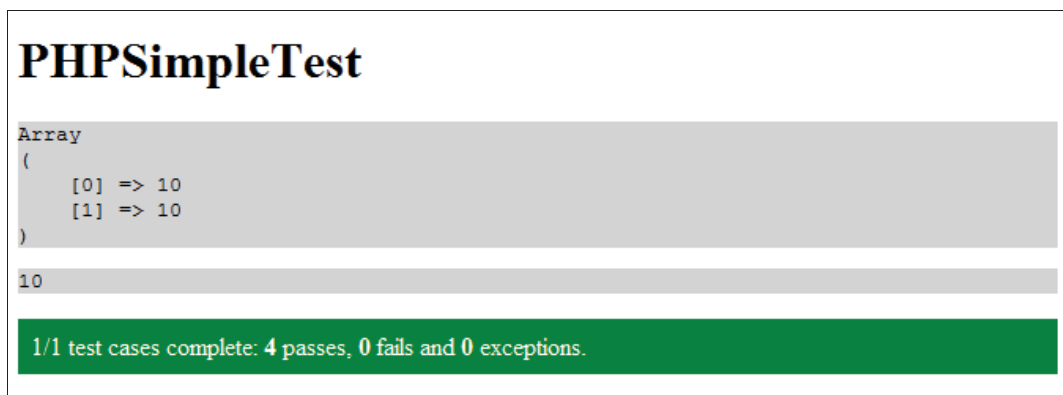 PHPSimpleTest
Array
(
    [0] => 10
    [1] => 10
)
10
1/1 test cases complete: 4 passes, 0 fails and 0 exceptions.